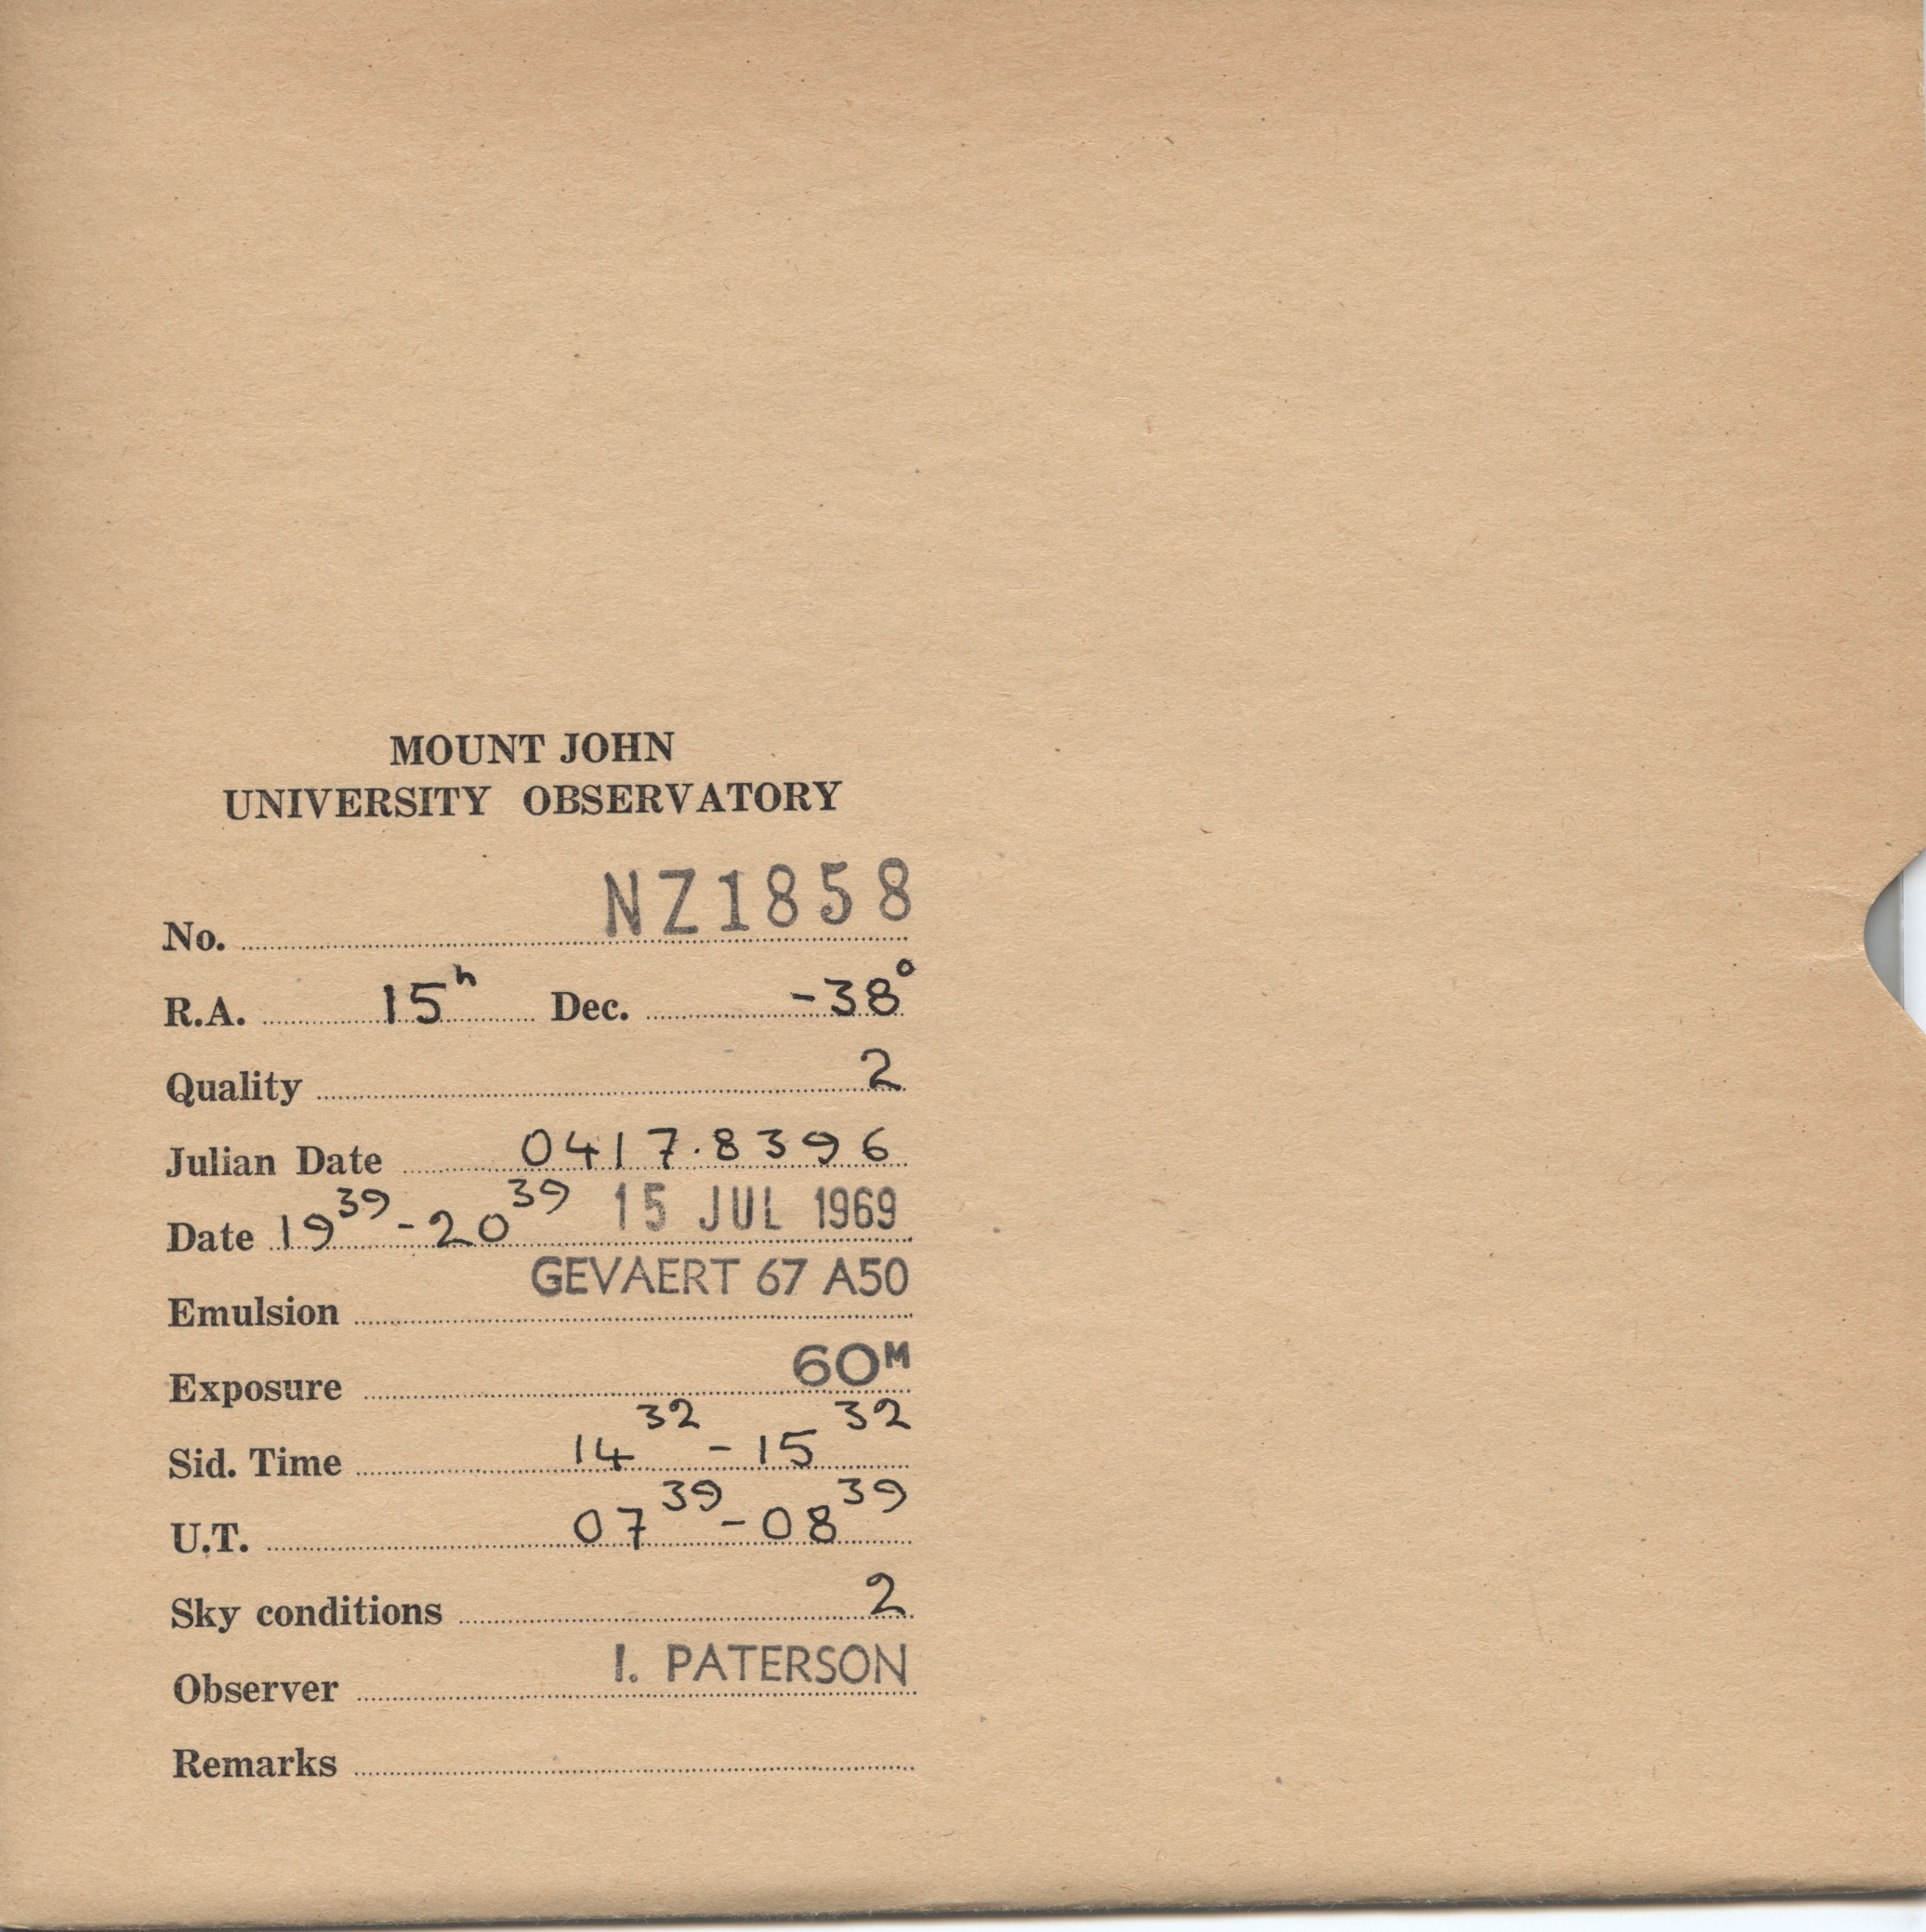 MOUNT JOHN
UNIVERSITY OBSERVATORY
No. NZ1858
R.A. 15h Dec. -38°
Quality 2
Julian Date 0417.8396
Date 19 39 - 20 39 15 JUL 1969
Emulsion GEVAERT 67 A50
Exposure 60M
Sid. Time 14 32 - 15 32
U.T. 07 39 - 08 39
Sky conditions 2
Observer I. PATERSON
Remarks